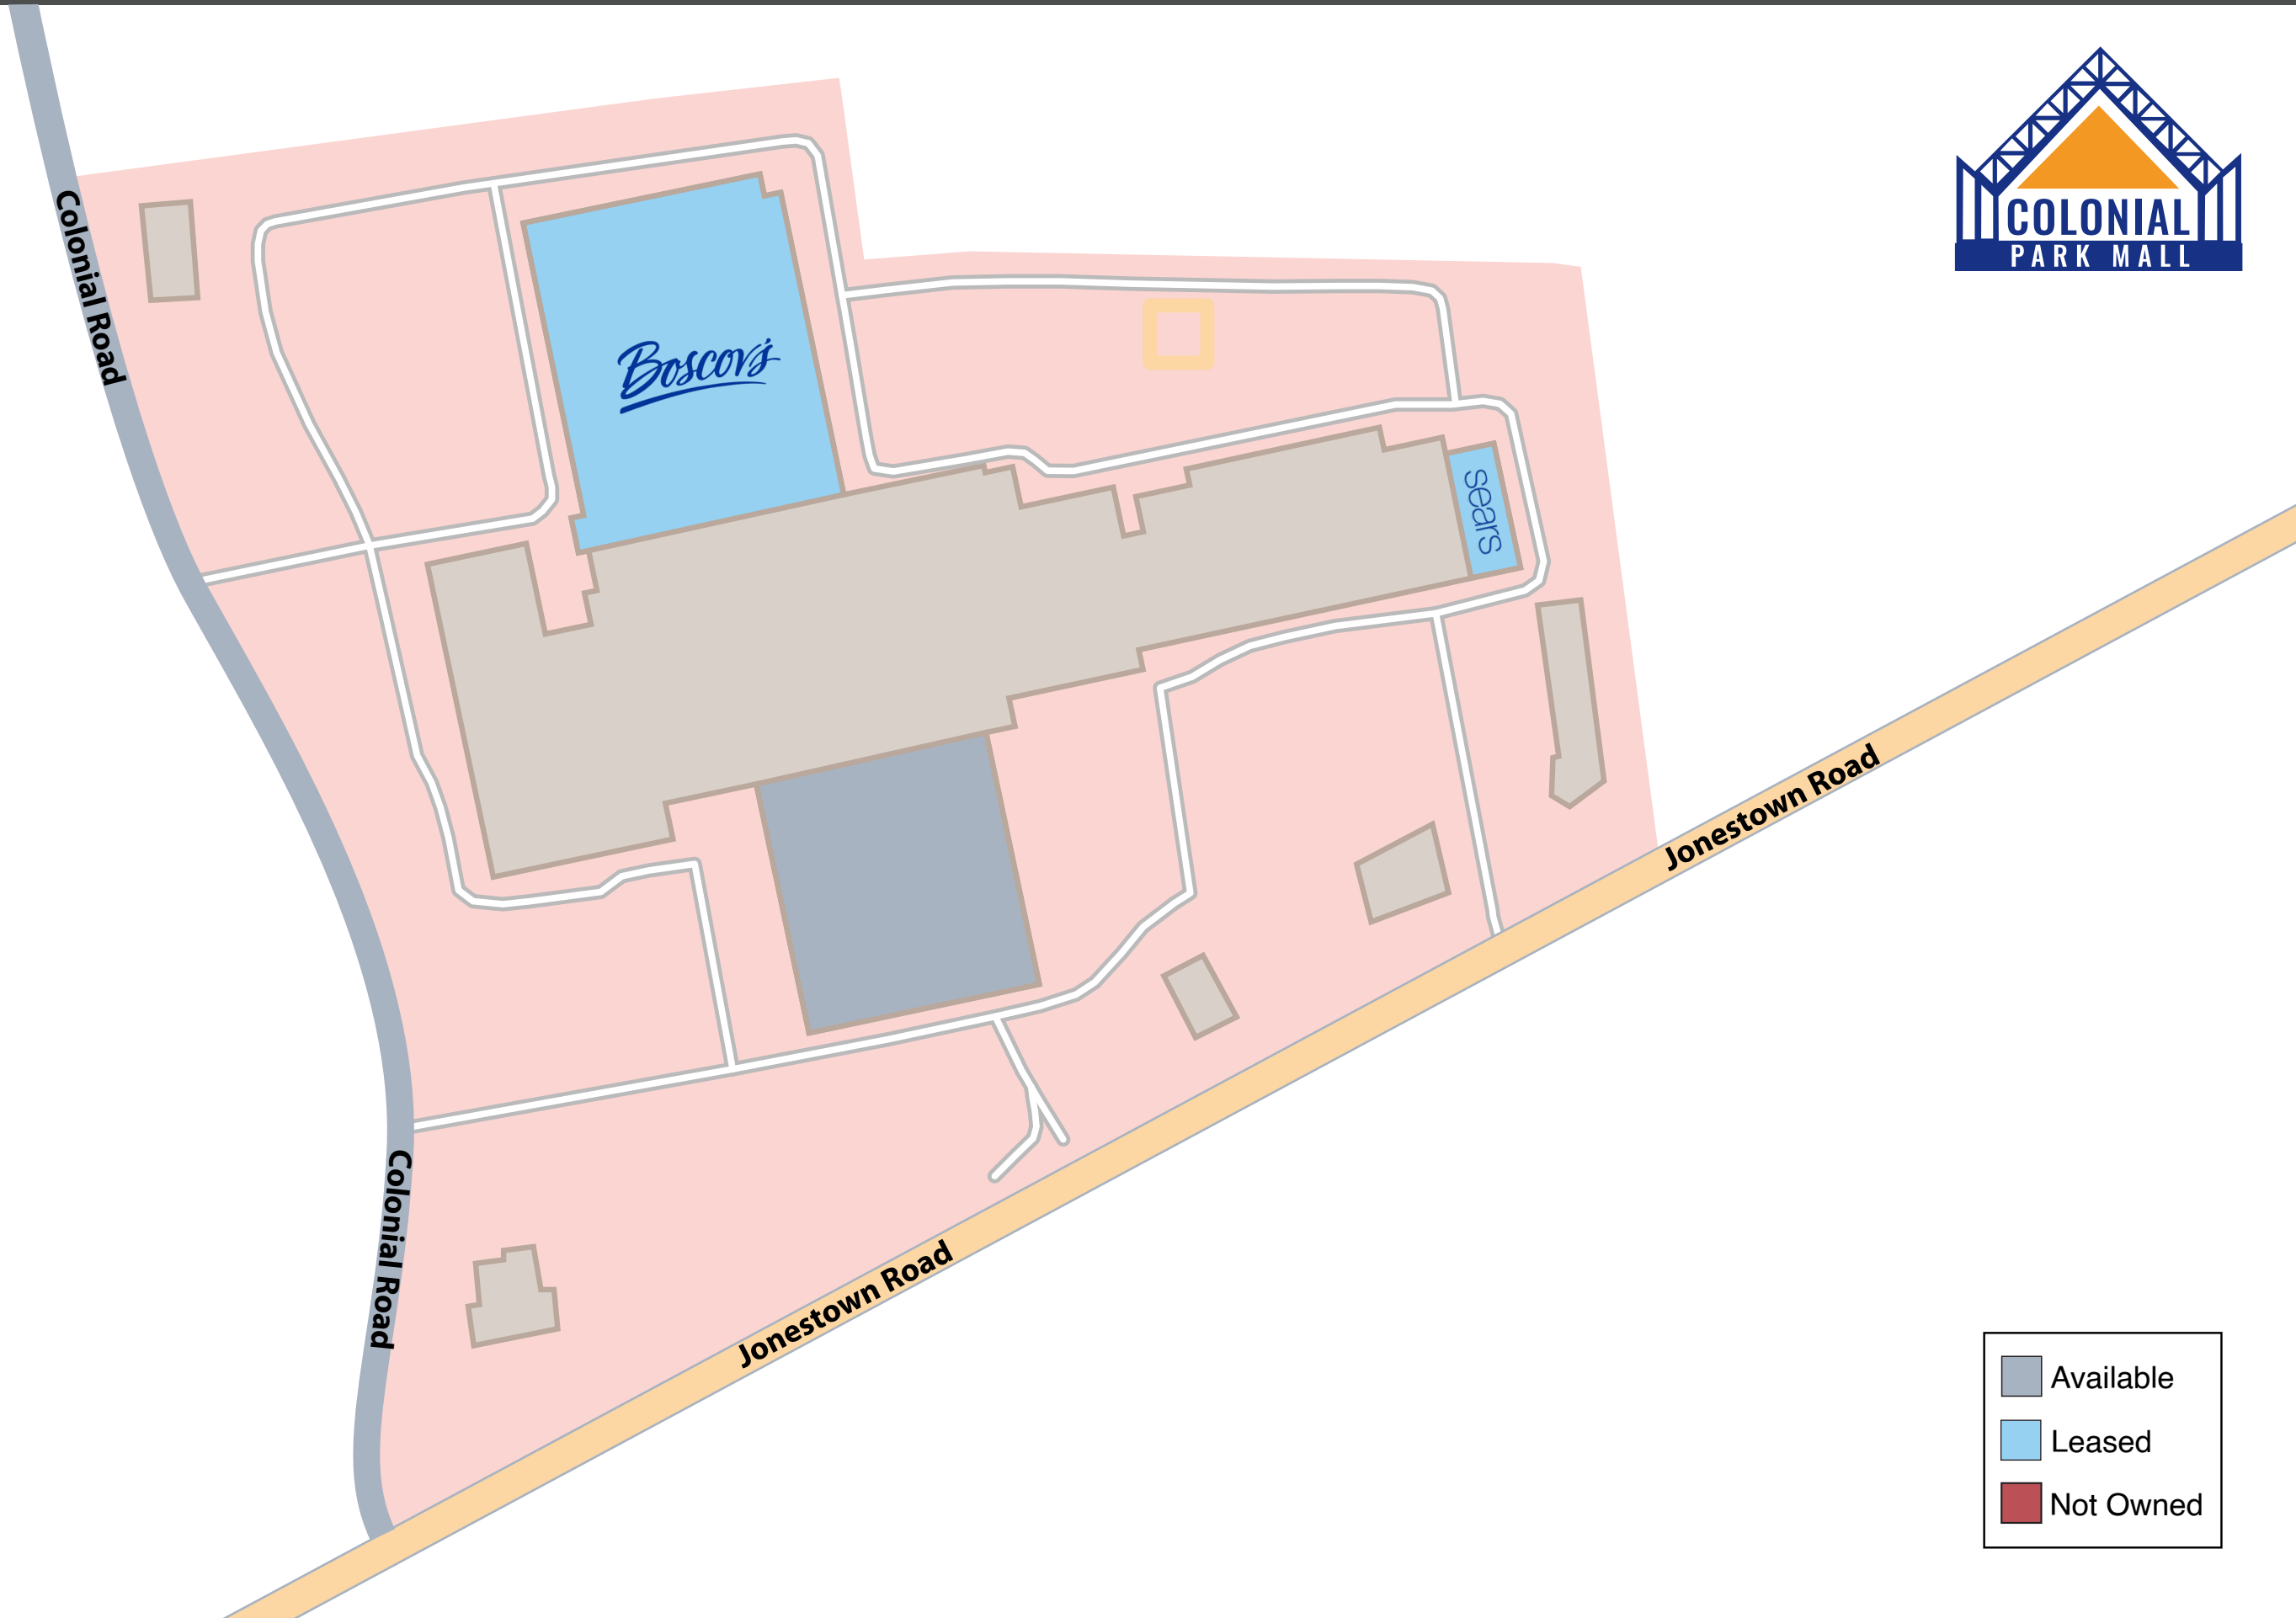 COLONIAL
PARK MALL
Colonial Road
Boscov's
sears
Jonestown Road
Colonial Road
Jonestown Road
Available
Leased
Not Owned